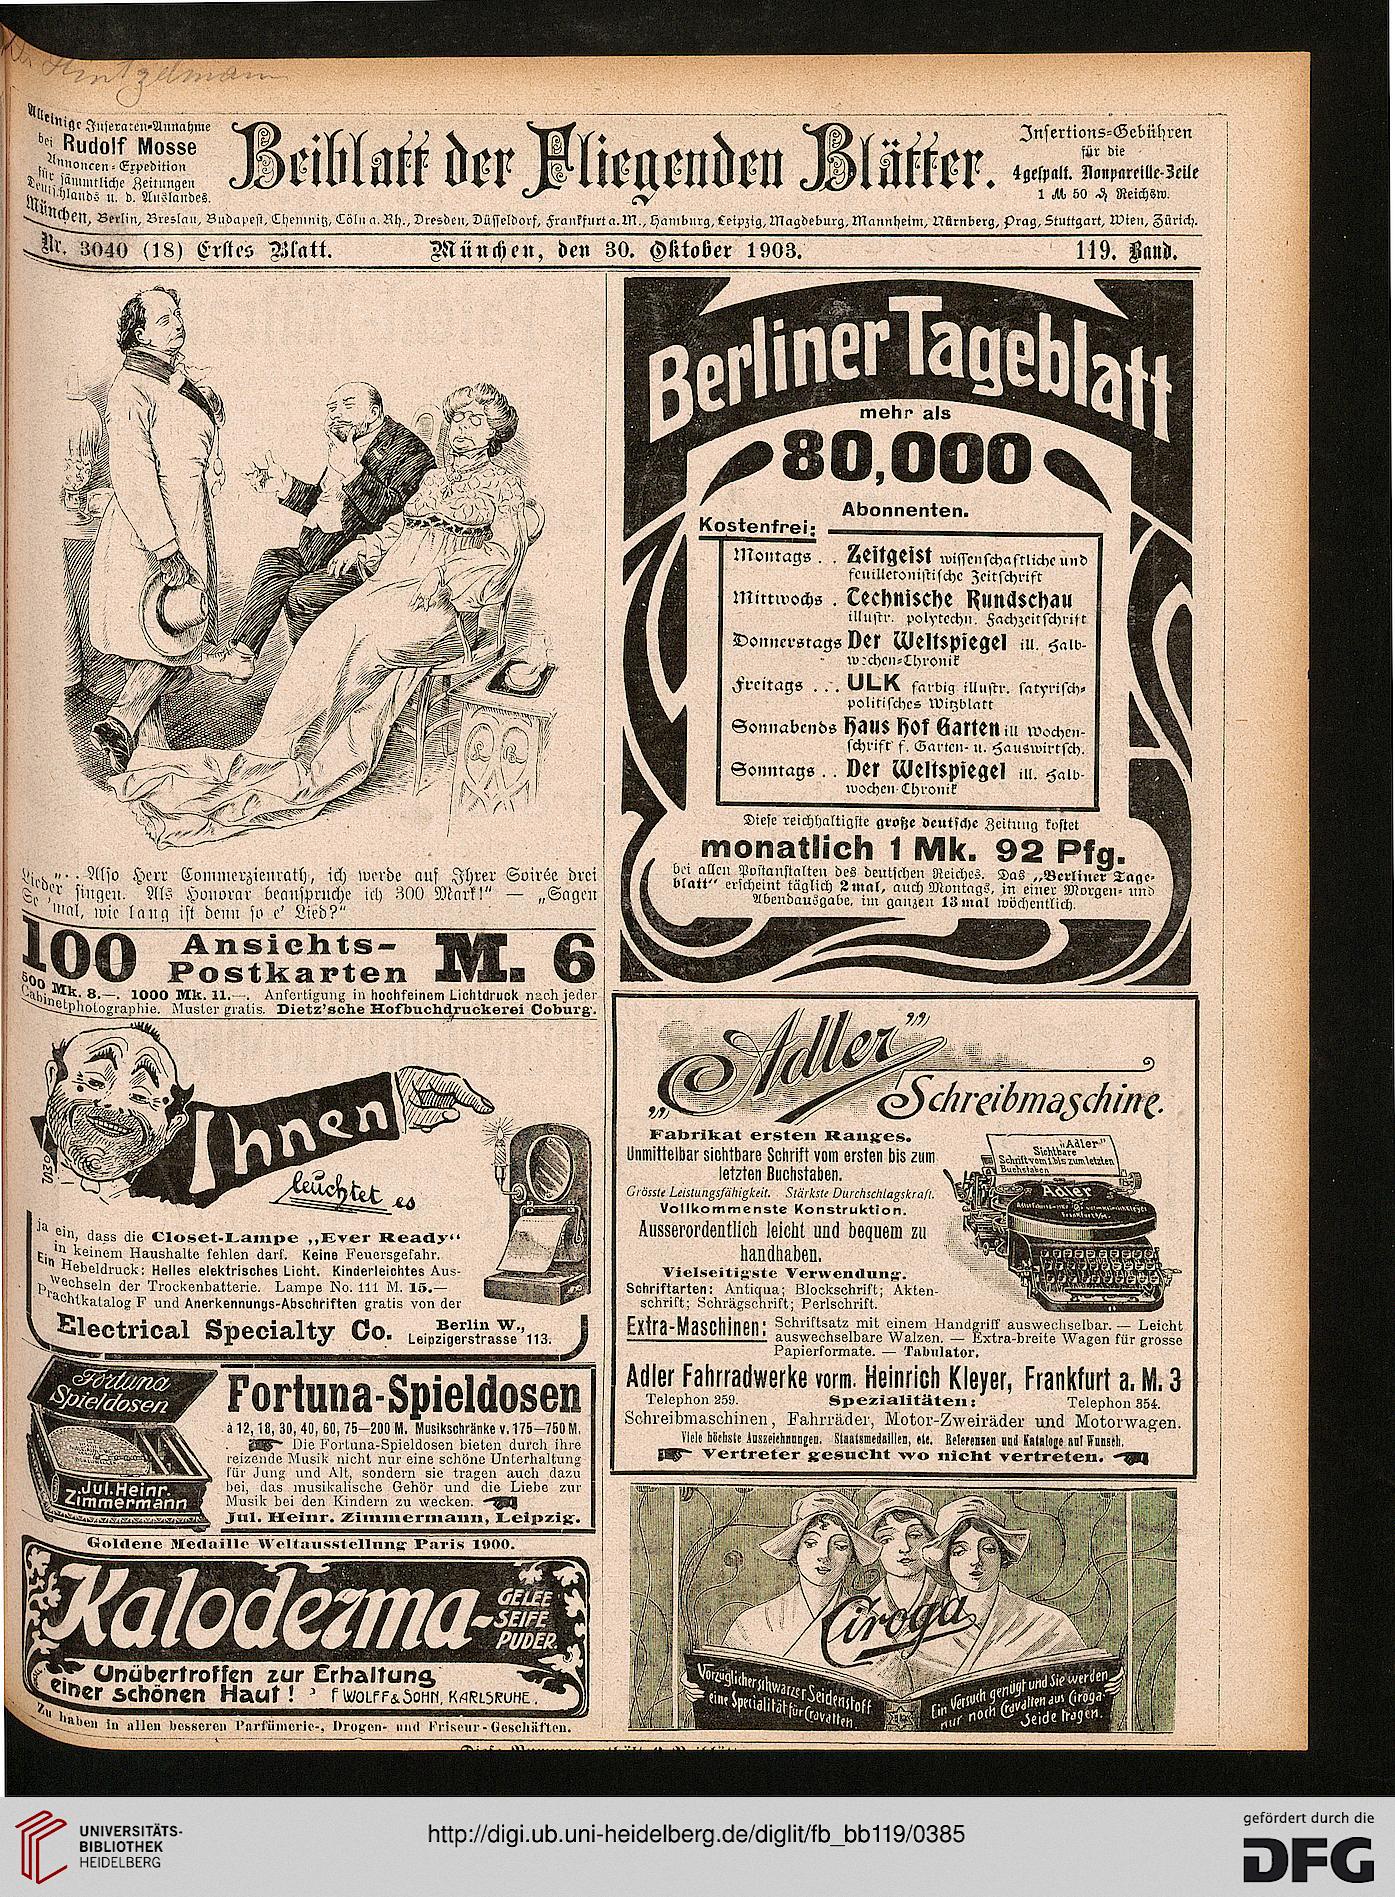 Hintzelmann
Alleinige Inseraten-Annahme
bei Rudolf Mosse
Annoncen-Expedition
für sämmtliche Zeitungen
Deutschlands u. d. Auslandes.
Beiblatt der Fliegenden Blätter.
Insertions-Gebühren
für die
4gespalt. Nonpareille-Zeile
1 ℳ 50 ₰ Reichsw.
München, Berlin, Breslau, Budapest, Chemnitz, Cöln a. Rh., Dresden, Düsseldorf, Frankfurt a. M., Hamburg, Leipzig, Magdeburg, Mannheim, Nürnberg, Prag, Stuttgart, Wien, Zürich.
Nr. 3040 (18) Erstes Blatt. München, den 30. Oktober 1903. 119. Band.
„.. Also Herr Commerzienrath, ich werde auf Ihrer Soirée drei
Lieder singen. Als Honorar beanspruche ich 300 Mark!“ — „Sagen
Se 'mal, wie lang ist denn so e' Lied?“
100 Ansichts-
Postkarten M. 6
500 Mk. 8.—. 1000 Mk. 11.—. Anfertigung in hochfeinem Lichtdruck nach jeder
Cabinetphotographie. Muster gratis. Dietz'sche Hofbuchdruckerei Coburg.
Ihnen
leuchtet es
ja ein, dass die Closet-Lampe „Ever Ready“
in keinem Haushalte fehlen darf. Keine Feuersgefahr.
Ein Hebeldruck: Helles elektrisches Licht. Kinderleichtes Aus-
wechseln der Trockenbatterie. Lampe No. 111 M. 15.—
Prachtkatalog F und Anerkennungs-Abschriften gratis von der
Electrical Specialty Co. Berlin W.,
Leipzigerstrasse 113.
Fortuna
Spieldosen
Jul. Heinr.
Zimmermann
Fortuna-Spieldosen
à 12, 18, 30, 40, 60, 75—200 M. Musikschränke v. 175—750 M.
Die Fortuna-Spieldosen bieten durch ihre
reizende Musik nicht nur eine schöne Unterhaltung
für Jung und Alt, sondern sie tragen auch dazu
bei, das musikalische Gehör und die Liebe zur
Musik bei den Kindern zu wecken.
Jul. Heinr. Zimmermann, Leipzig.
Goldene Medaille Weltausstellung Paris 1900.
Kaloderma-
GELEE
SEIFE
PUDER.
Unübertroffen zur Erhaltung
einer schönen Haut! F WOLFF & SOHN, KARLSRUHE.
Zu haben in allen besseren Parfümerie-, Drogen- und Friseur-Geschäften.
Berliner Tageblatt
mehr als
80,000
Abonnenten.
Kostenfrei:
Montags . . Zeitgeist wissenschaftliche und
feuilletonistische Zeitschrift
Mittwochs . Technische Rundschau
illustr. polytechn. Fachzeitschrift
Donnerstags Der Weltspiegel ill. Halb-
wochen-Chronik
Freitags ... ULK farbig illustr. satyrisch-
politisches Witzblatt
Sonnabends Haus Hof Garten ill Wochen-
schrift f. Garten- u. Hauswirtsch.
Sonntags . . Der Weltspiegel ill. Halb-
wochen-Chronik
Diese reichhaltigste große deutsche Zeitung kostet
monatlich 1 Mk. 92 Pfg.
bei allen Postanstalten des deutschen Reiches. Das „Berliner Tage-
blatt“ erscheint täglich 2 mal, auch Montags, in einer Morgen- und
Abendausgabe, im ganzen 13 mal wöchentlich.
„Adler“
Schreibmaschine.
Fabrikat ersten Ranges.
Unmittelbar sichtbare Schrift vom ersten bis zum
letzten Buchstaben.
Grösste Leistungsfähigkeit. Stärkste Durchschlagskraft.
Vollkommenste Konstruktion.
Ausserordentlich leicht und bequem zu
handhaben.
Vielseitigste Verwendung.
Schriftarten: Antiqua; Blockschrift; Akten-
schrift; Schrägschrift; Perlschrift.
„Adler“
Sichtbare
Schrift vom 1. bis zum letzten
Buchstaben
Adler
Extra-Maschinen: Schriftsatz mit einem Handgriff auswechselbar. — Leicht
auswechselbare Walzen. — Extra-breite Wagen für grosse
Papierformate. — Tabulator.
Adler Fahrradwerke vorm. Heinrich Kleyer, Frankfurt a. M. 3
Telephon 259. Spezialitäten: Telephon 354.
Schreibmaschinen, Fahrräder, Motor-Zweiräder und Motorwagen.
Viele höchste Auszeichnungen. Staatsmedaillen, etc. Referenzen und Kataloge auf Wunsch.
Vertreter gesucht wo nicht vertreten.
Ciroga
Vorzüglicher schwarzer Seidenstoff
eine Specialität für Cravatten.
Ein Versuch genügt und Sie werden
nur noch Cravatten aus Ciroga-
Seide tragen.
UNIVERSITÄTS-
BIBLIOTHEK
HEIDELBERG
http://digi.ub.uni-heidelberg.de/diglit/fb_bb119/0385
gefördert durch die
DFG